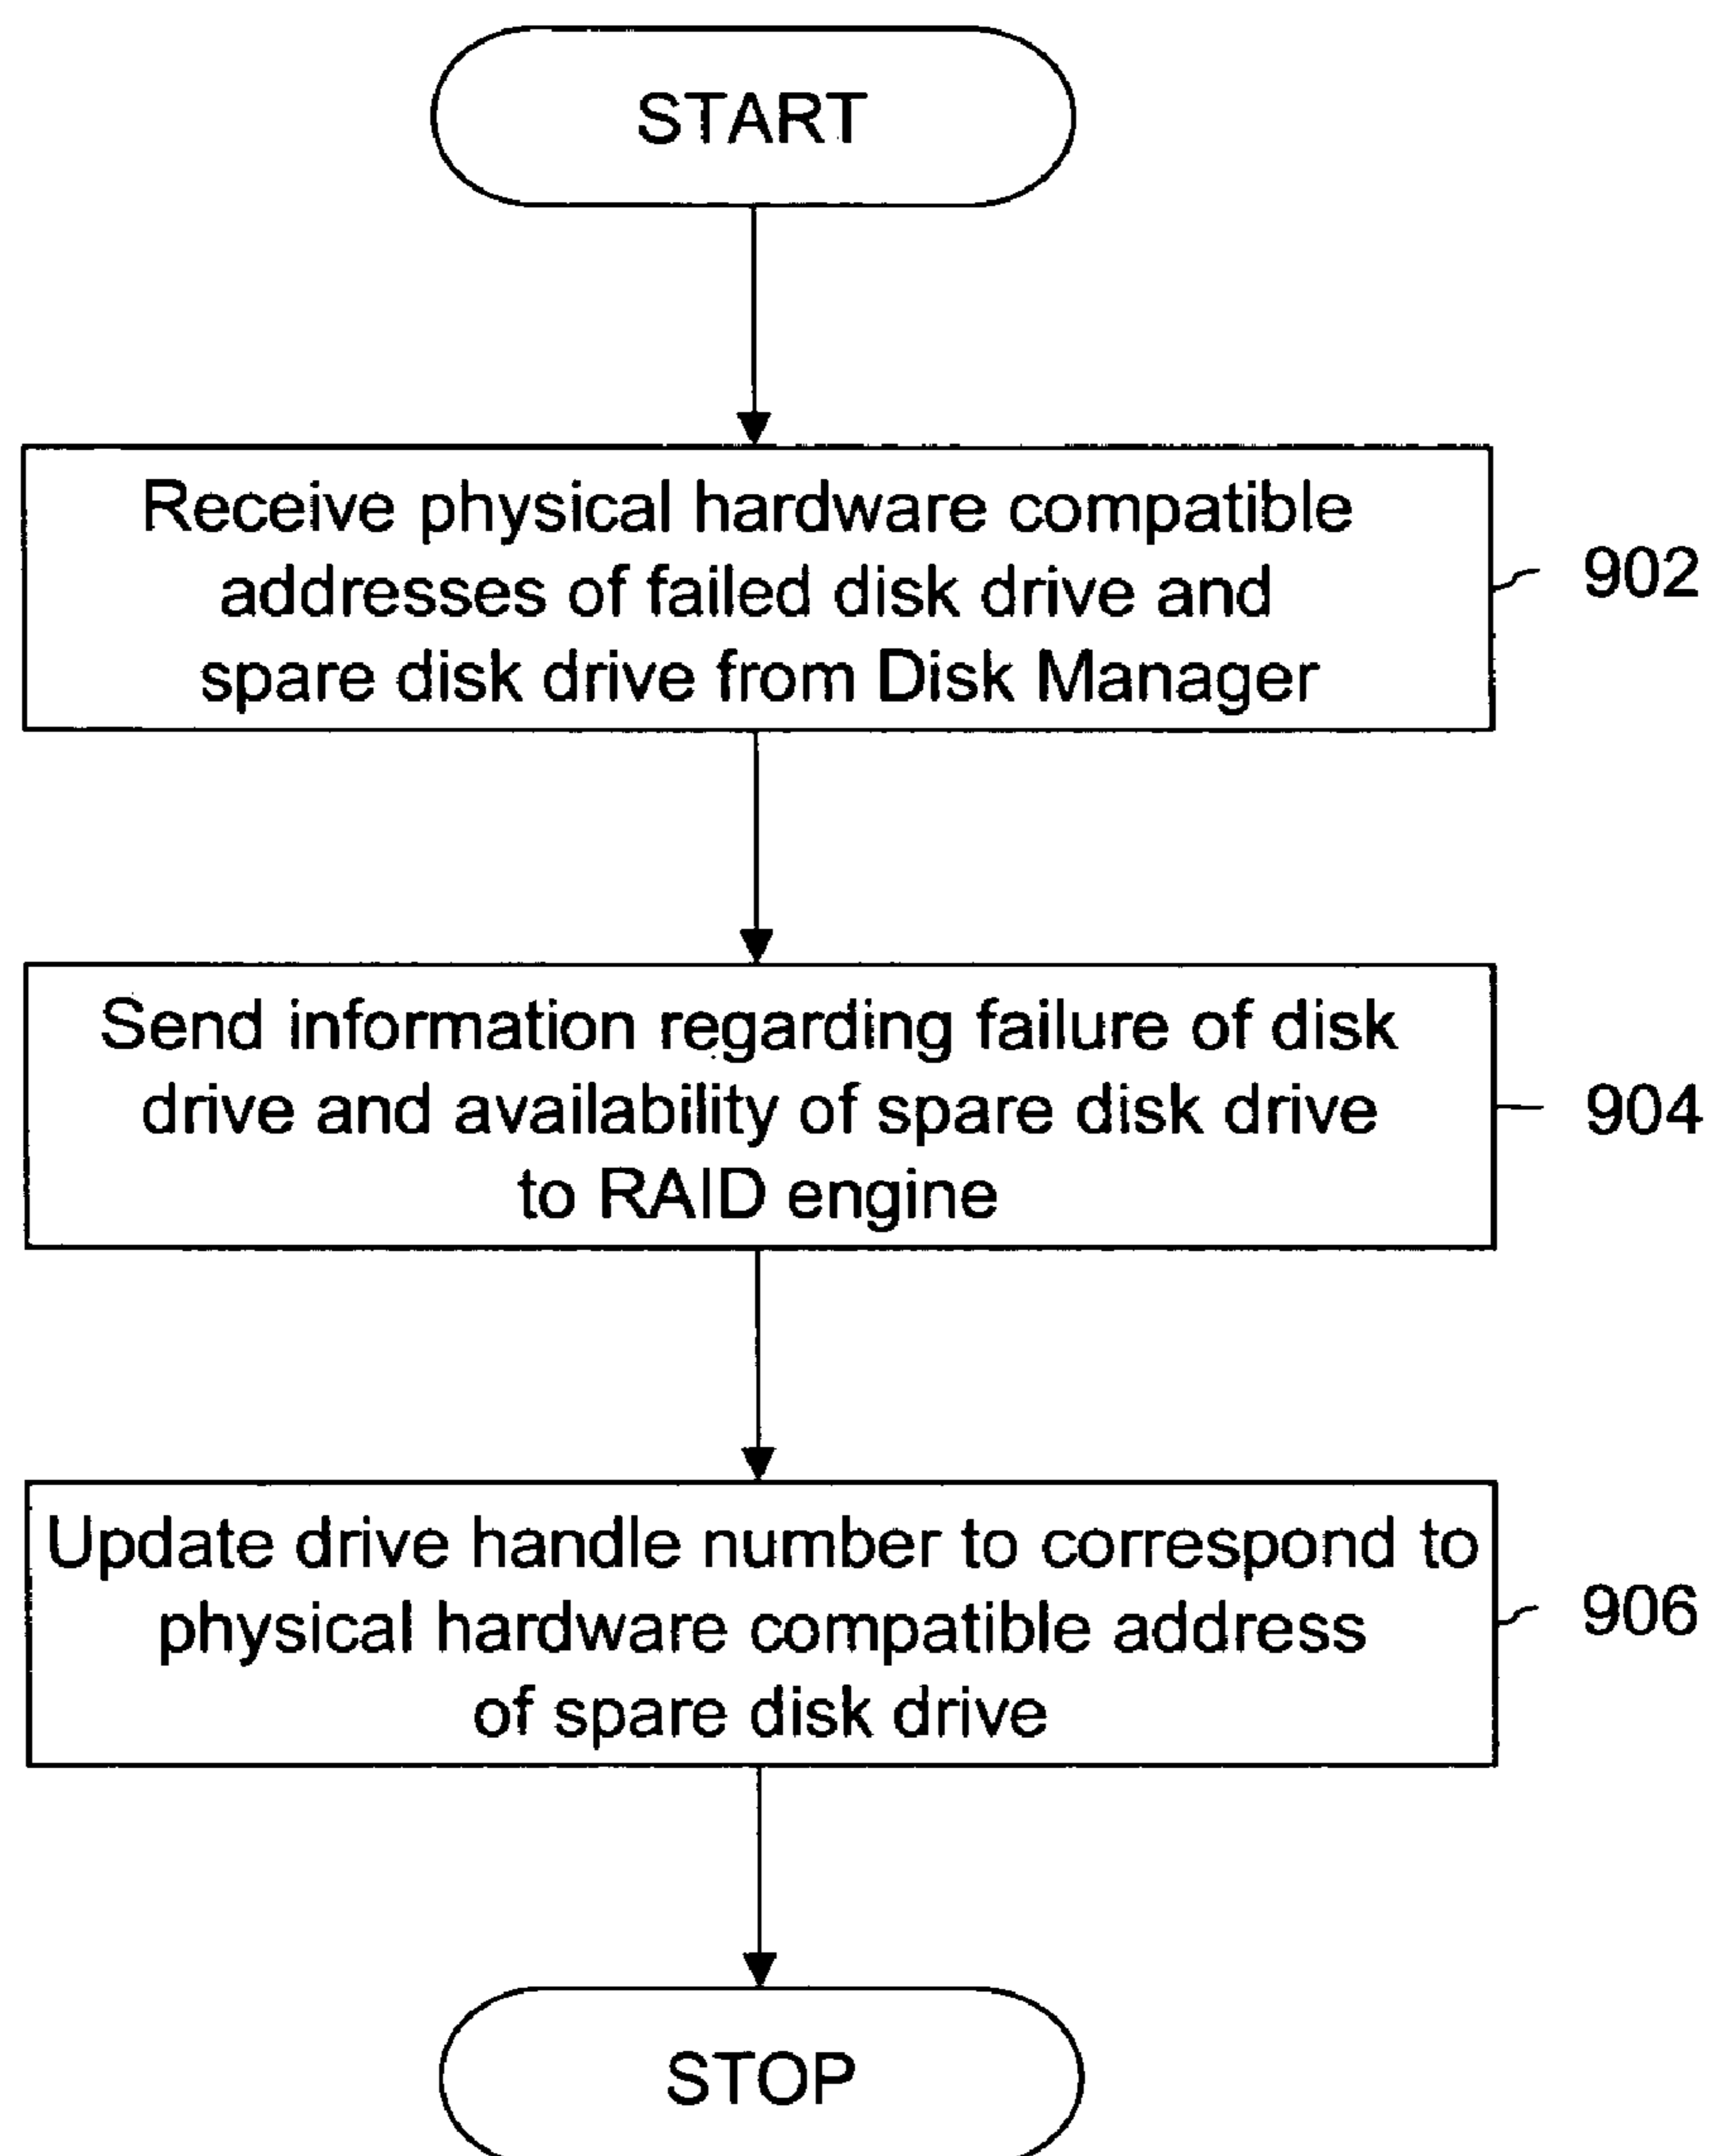 START
Receive physical hardware compatible
addresses of failed disk drive and
spare disk drive from Disk Manager
902
Send information regarding failure of disk
drive and availability of spare disk drive
to RAID engine
904
Update drive handle number to correspond to
physical hardware compatible address
of spare disk drive
906
STOP